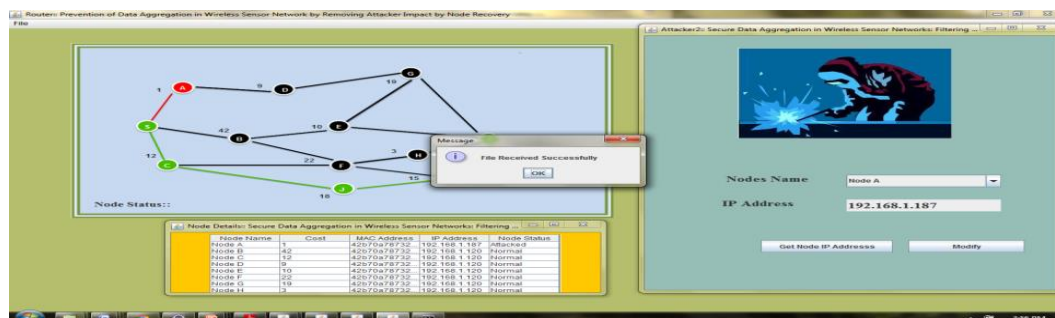 Router:: Prevention of Data Aggregation in Wireless Sensor Network by Removing Attacker Impact by Node Recovery
File
Attacker2:: Secure Data Aggregation in Wireless Sensor Networks: Filtering ...
1
A
9
D
19
G
S
42
B
10
E
12
C
22
F
3
H
15
J
18
Node Status::
Message
File Received Successfully
OK
Nodes Name
Node A
IP Address
192.168.1.187
Get Node IP Addresss
Modify
Node Details:: Secure Data Aggregation in Wireless Sensor Networks: Filtering ...
Node Name Cost MAC Address IP Address Node Status
Node A 1 42b70a78732... 192.168.1.187 Attacked
Node B 42 42b70a78732... 192.168.1.120 Normal
Node C 12 42b70a78732... 192.168.1.120 Normal
Node D 9 42b70a78732... 192.168.1.120 Normal
Node E 10 42b70a78732... 192.168.1.120 Normal
Node F 22 42b70a78732... 192.168.1.120 Normal
Node G 19 42b70a78732... 192.168.1.120 Normal
Node H 3 42b70a78732... 192.168.1.120 Normal